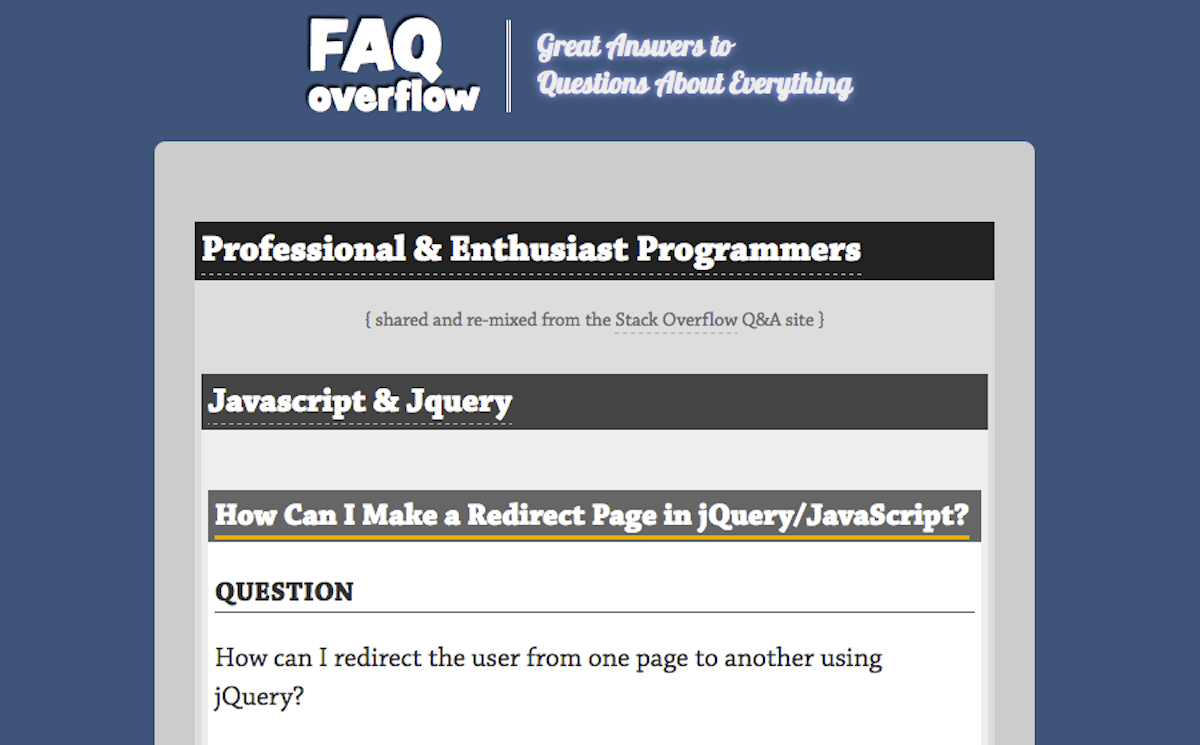 FAQ
overflow
Great Answers to
Questions About Everything
Professional & Enthusiast Programmers
{ shared and re-mixed from the Stack Overflow Q&A site }
Javascript & Jquery
How Can I Make a Redirect Page in jQuery/JavaScript?
QUESTION
How can I redirect the user from one page to another using
jQuery?